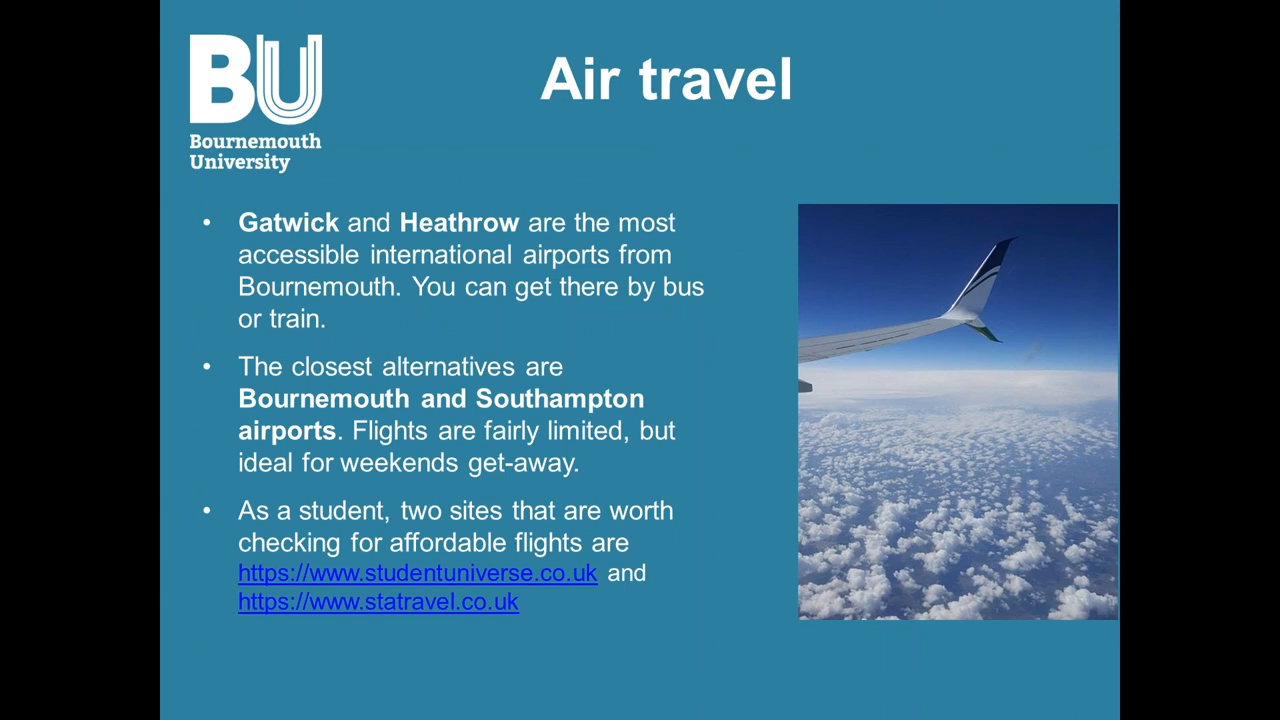 BU
Bournemouth
University
Air travel
• Gatwick and Heathrow are the most
accessible international airports from
Bournemouth. You can get there by bus
or train.
• The closest alternatives are
Bournemouth and Southampton
airports. Flights are fairly limited, but
ideal for weekends get-away.
• As a student, two sites that are worth
checking for affordable flights are
https://www.studentuniverse.co.uk and
https://www.statravel.co.uk